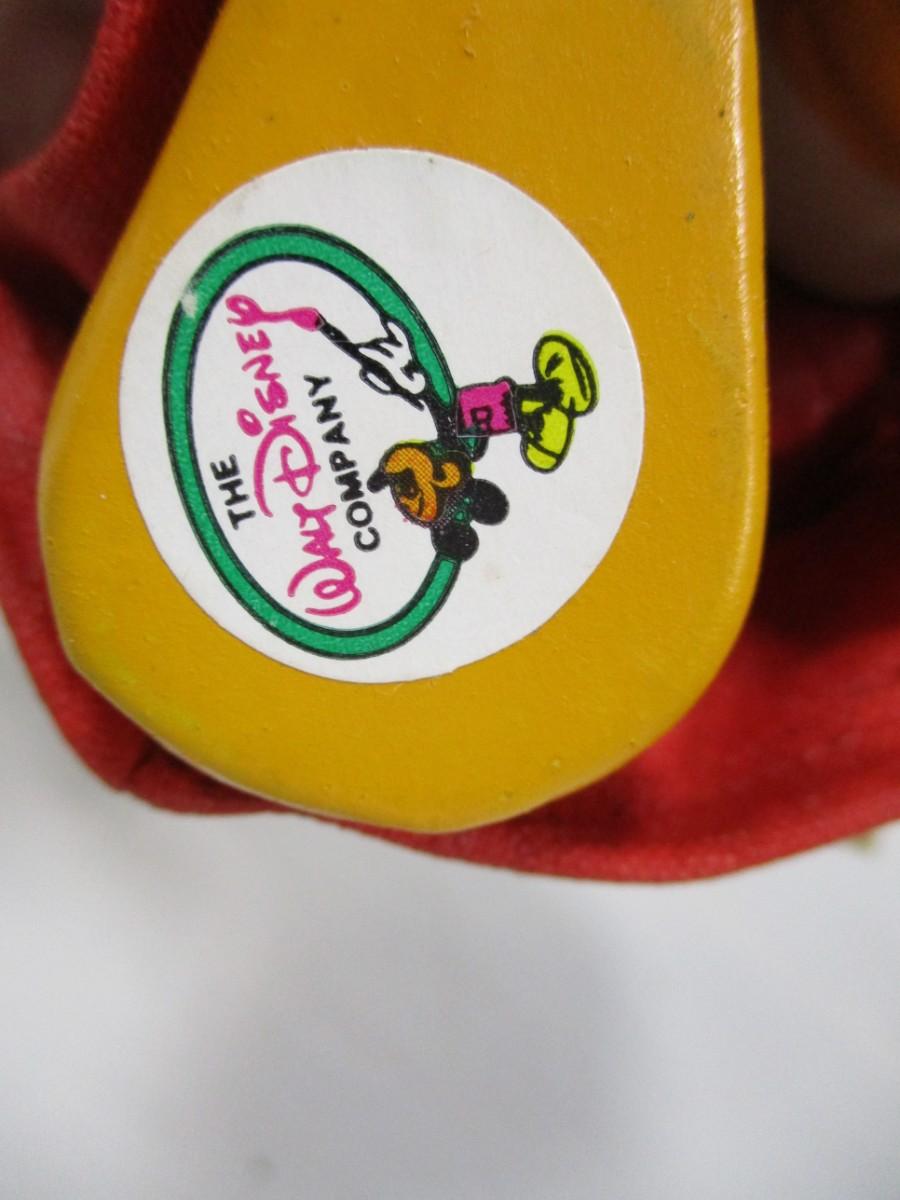 THE
WALT DISNEY
COMPANY